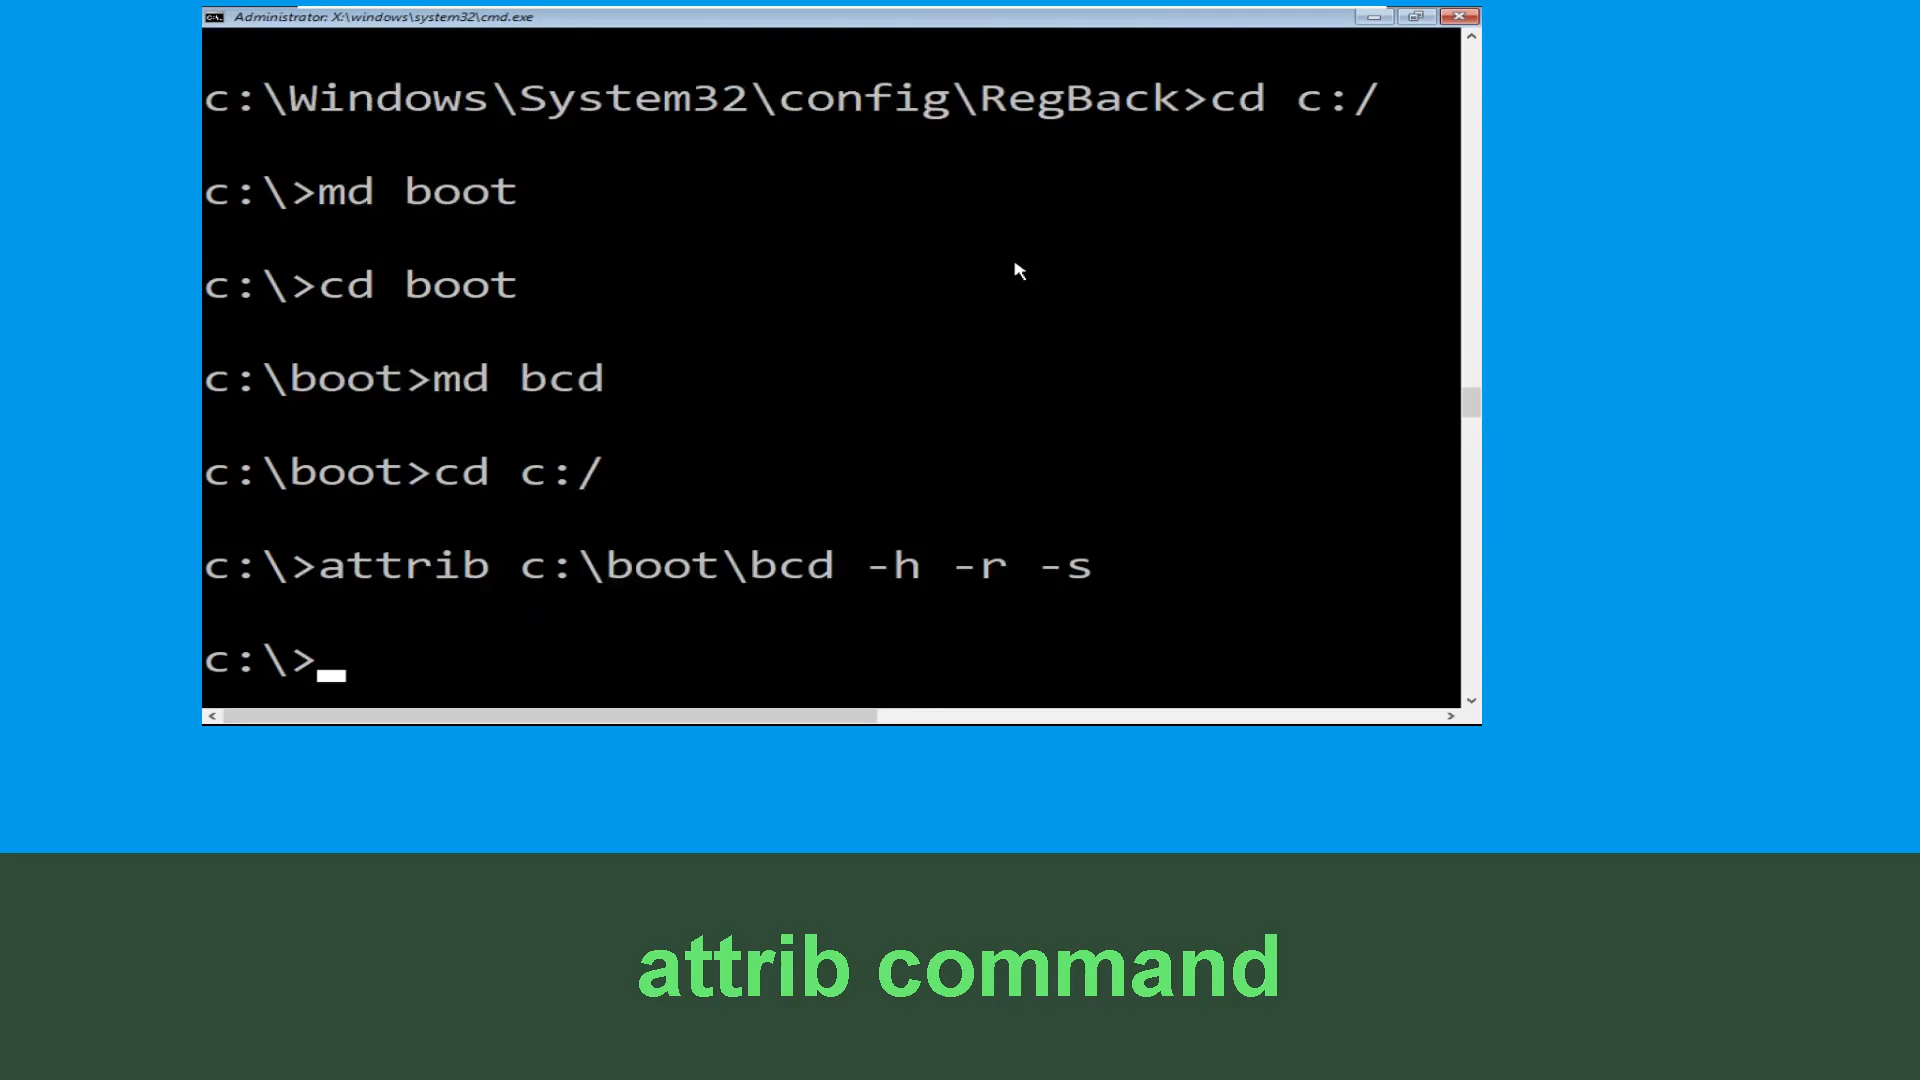 Administrator: X:\windows\system32\cmd.exe
c:\Windows\System32\config\RegBack>cd c:/
c:\>md boot
c:\>cd boot
c:\boot>md bcd
c:\boot>cd c:/
c:\>attrib c:\boot\bcd -h -r -s
c:\>
attrib command